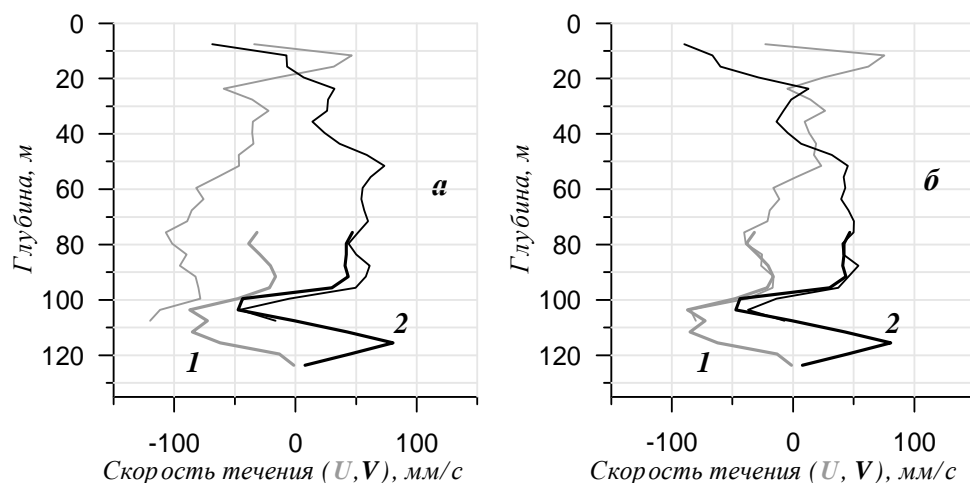 0
20
40
60
80
100
120
Глубина, м
-100 0 100
Скорость течения (U,V), мм/с
а
1
2
0
20
40
60
80
100
120
Глубина, м
-100 0 100
Скорость течения (U, V), мм/с
б
1
2